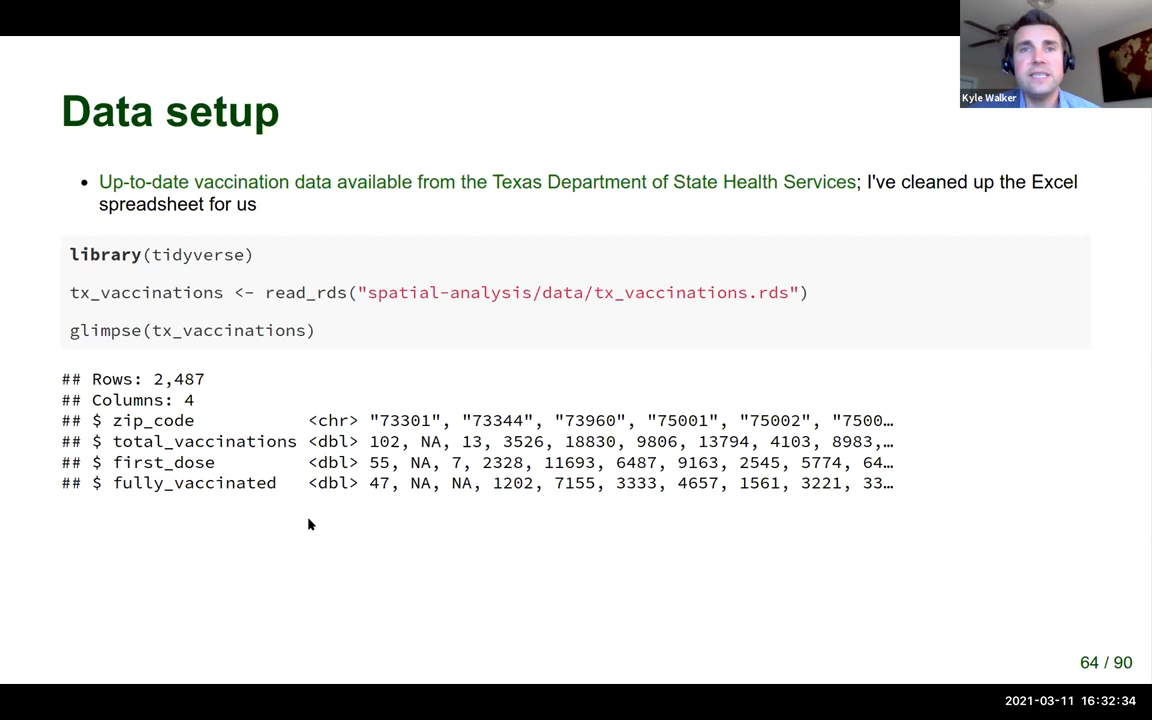 Kyle Walker
Data setup
• Up-to-date vaccination data available from the Texas Department of State Health Services; I've cleaned up the Excel
spreadsheet for us
library(tidyverse)
tx_vaccinations <- read_rds("spatial-analysis/data/tx_vaccinations.rds")
glimpse(tx_vaccinations)
## Rows: 2,487
## Columns: 4
## $ zip_code           <chr> "73301", "73344", "73960", "75001", "75002", "7500…
## $ total_vaccinations <dbl> 102, NA, 13, 3526, 18830, 9806, 13794, 4103, 8983,…
## $ first_dose         <dbl> 55, NA, 7, 2328, 11693, 6487, 9163, 2545, 5774, 64…
## $ fully_vaccinated   <dbl> 47, NA, NA, 1202, 7155, 3333, 4657, 1561, 3221, 33…
64 / 90
2021-03-11 16:32:34